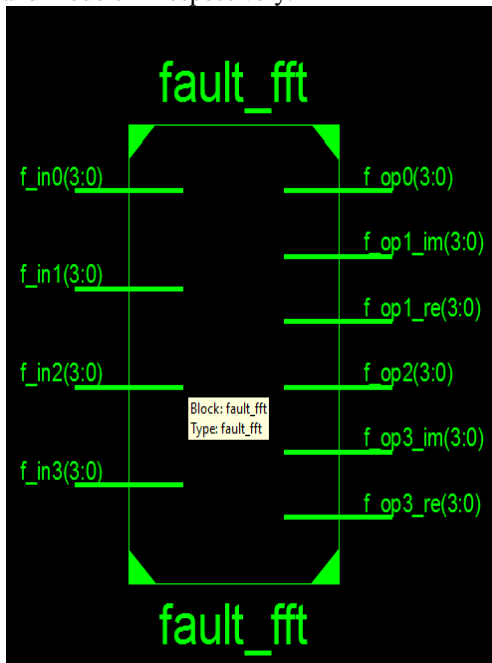 fault_fft
f_in0(3:0)
f_in1(3:0)
f_in2(3:0)
f_in3(3:0)
f_op0(3:0)
f_op1_im(3:0)
f_op1_re(3:0)
f_op2(3:0)
f_op3_im(3:0)
f_op3_re(3:0)
Block: fault_fft
Type: fault_fft
fault_fft